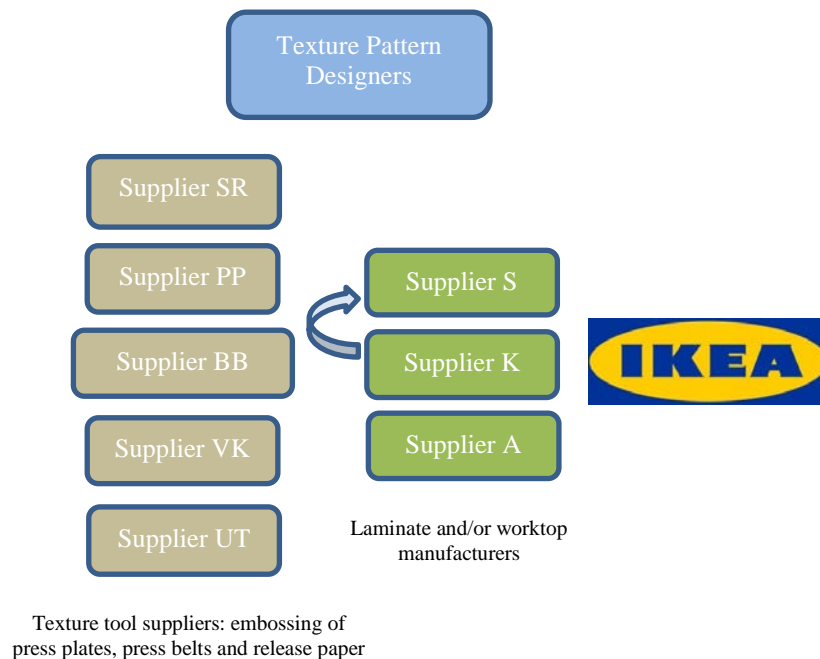 Texture Pattern
Designers
Supplier SR
Supplier PP
Supplier BB
Supplier VK
Supplier UT
Texture tool suppliers: embossing of
press plates, press belts and release paper
Supplier S
Supplier K
Supplier A
Laminate and/or worktop
manufacturers
IKEA